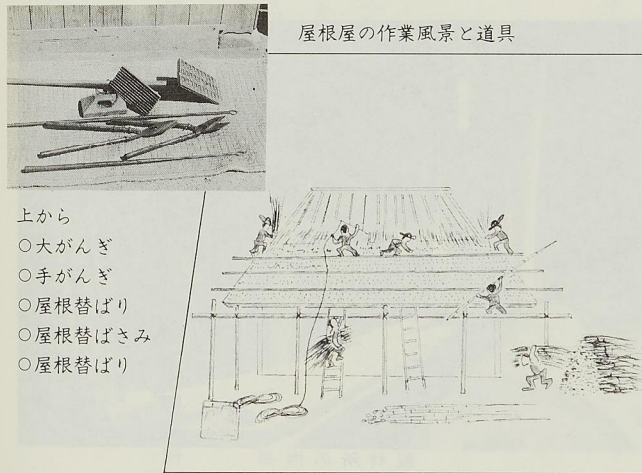 屋根屋の作業風景と道具
上から
○大がんぎ
○手がんぎ
○屋根替ばり
○屋根替ばさみ
○屋根替ばり